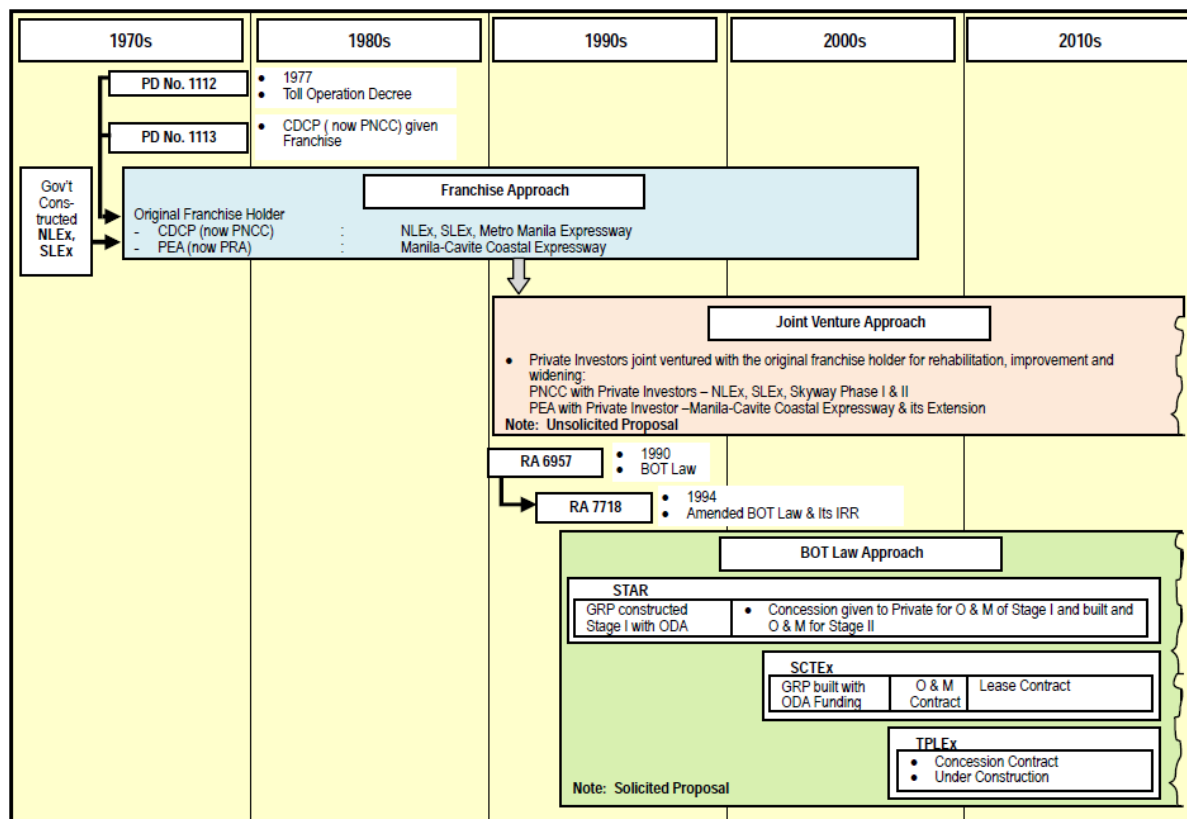 1970s
1980s
1990s
2000s
2010s
PD No. 1112
• 1977
• Toll Operation Decree
PD No. 1113
• CDCP ( now PNCC) given
Franchise
Gov't
Cons-
tructed
NLEx,
SLEx
Franchise Approach
Original Franchise Holder
- CDCP (now PNCC) : NLEx, SLEx, Metro Manila Expressway
- PEA (now PRA) : Manila-Cavite Coastal Expressway
Joint Venture Approach
• Private Investors joint ventured with the original franchise holder for rehabilitation, improvement and
widening:
PNCC with Private Investors – NLEx, SLEx, Skyway Phase I & II
PEA with Private Investor –Manila-Cavite Coastal Expressway & its Extension
Note: Unsolicited Proposal
RA 6957
• 1990
• BOT Law
RA 7718
• 1994
• Amended BOT Law & Its IRR
BOT Law Approach
STAR
GRP constructed
Stage I with ODA
• Concession given to Private for O & M of Stage I and built and
O & M for Stage II
SCTEx
GRP built with
ODA Funding
O & M
Contract
Lease Contract
TPLEx
• Concession Contract
• Under Construction
Note: Solicited Proposal